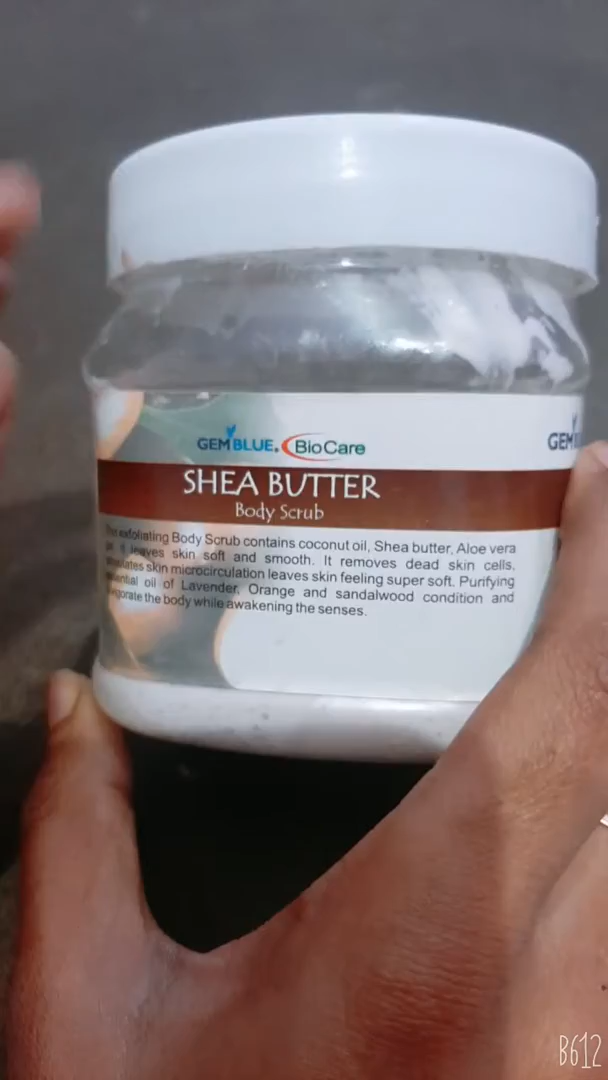 GEMBLUE. BioCare
GEM
SHEA BUTTER
Body Scrub
exfoliating Body Scrub contains coconut oil, Shea butter, Aloe vera
it leaves skin soft and smooth. It removes dead skin cells,
skin microcirculation leaves skin feeling super soft. Purifying
oil of Lavender, Orange and sandalwood condition and
the body while awakening the senses.
B612